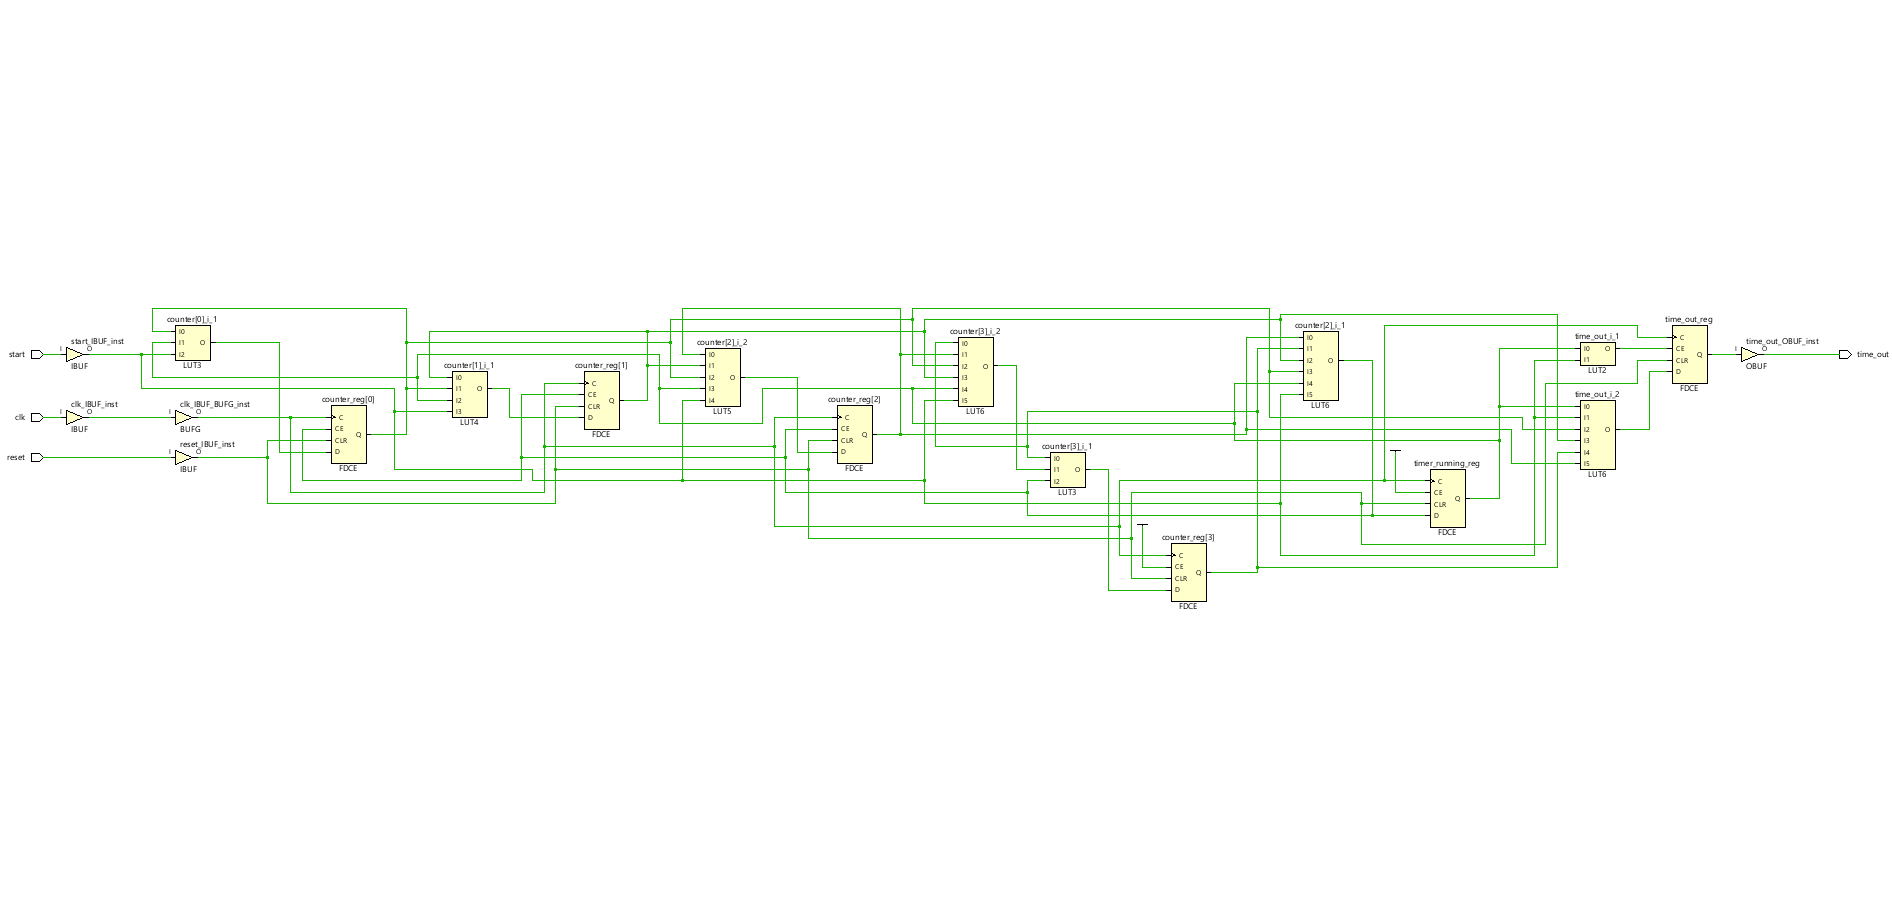 start
I
start_IBUF_inst
O
IBUF
clk
I
clk_IBUF_inst
O
IBUF
reset
counter[0]_i_1
I0
I1
I2
O
LUT3
I
clk_IBUF_BUFG_inst
O
BUFG
I
reset_IBUF_inst
O
IBUF
counter_reg[0]
C
CE
CLR
D
Q
FDCE
counter[1]_i_1
I0
I1
I2
I3
O
LUT4
counter_reg[1]
C
CE
CLR
D
Q
FDCE
counter[2]_i_2
I0
I1
I2
I3
I4
O
LUT5
counter_reg[2]
C
CE
CLR
D
Q
FDCE
counter[3]_i_2
I0
I1
I2
I3
I4
I5
O
LUT6
counter[3]_i_1
I0
I1
I2
O
LUT3
counter_reg[3]
C
CE
CLR
D
Q
FDCE
counter[2]_i_1
I0
I1
I2
I3
I4
I5
O
LUT6
timer_running_reg
C
CE
CLR
D
Q
FDCE
time_out_i_1
I0
I1
O
LUT2
time_out_i_2
I0
I1
I2
I3
I4
I5
O
LUT6
time_out_reg
C
CE
CLR
D
Q
FDCE
I
time_out_OBUF_inst
O
OBUF
time_out